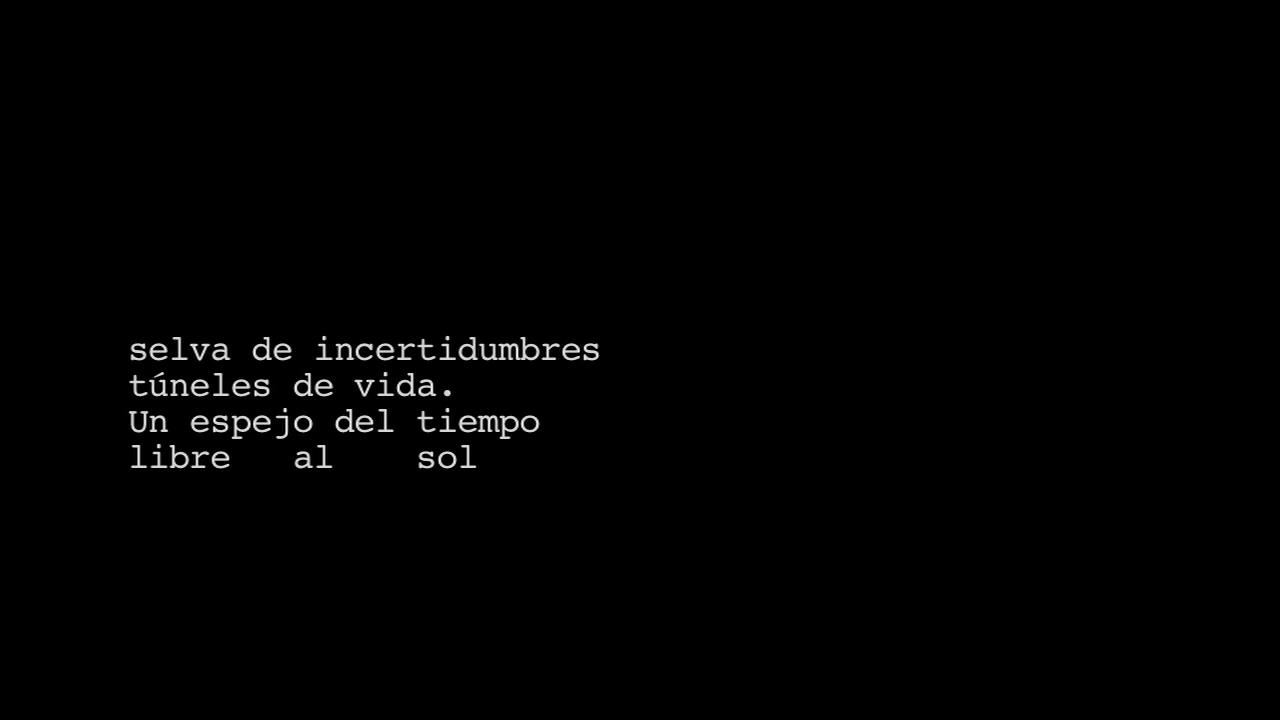 selva de incertidumbres
túneles de vida.
Un espejo del tiempo
libre   al    sol